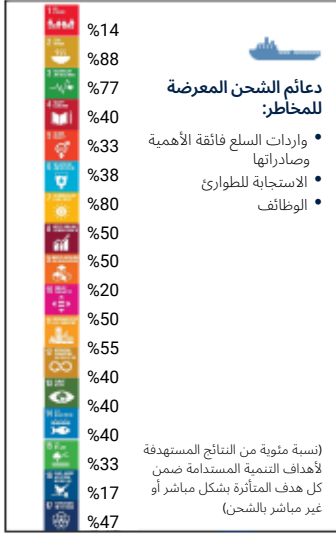 دعائم الشحن المعرضة
للمخاطر:
• واردات السلع فائقة الأهمية
وصادراتها
• الاستجابة للطوارئ
• الوظائف
%14
%88
%77
%40
%33
%38
%80
%50
%50
%20
%50
%55
%40
%40
%40
%33
%17
%47
(نسبة مئوية من النتائج المستهدفة
لأهداف التنمية المستدامة ضمن
كل هدف المتأثرة بشكل مباشر أو
غير مباشر بالشحن)